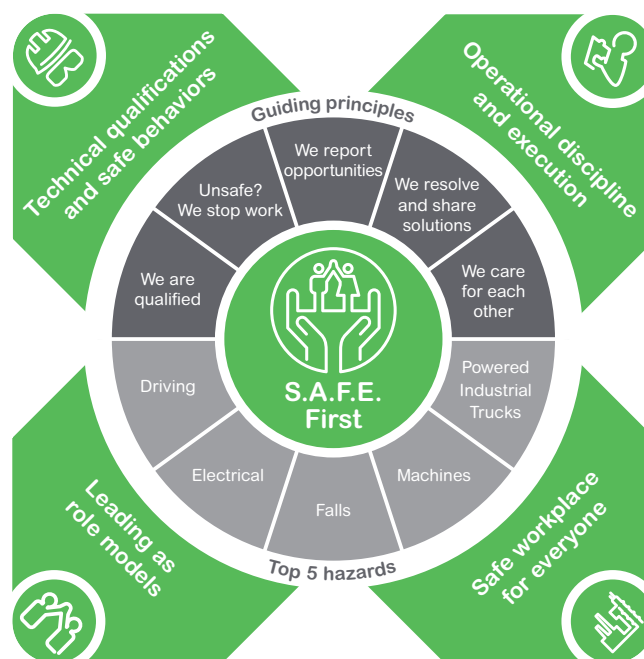 Technical qualifications
and safe behaviors
Operational discipline
and execution
Guiding principles
We are
qualified
Unsafe?
We stop work
We report
opportunities
We resolve
and share
solutions
We care
for each
other
S.A.F.E.
First
Driving
Electrical
Falls
Machines
Powered
Industrial
Trucks
Top 5 hazards
Leading as
role models
Safe workplace
for everyone